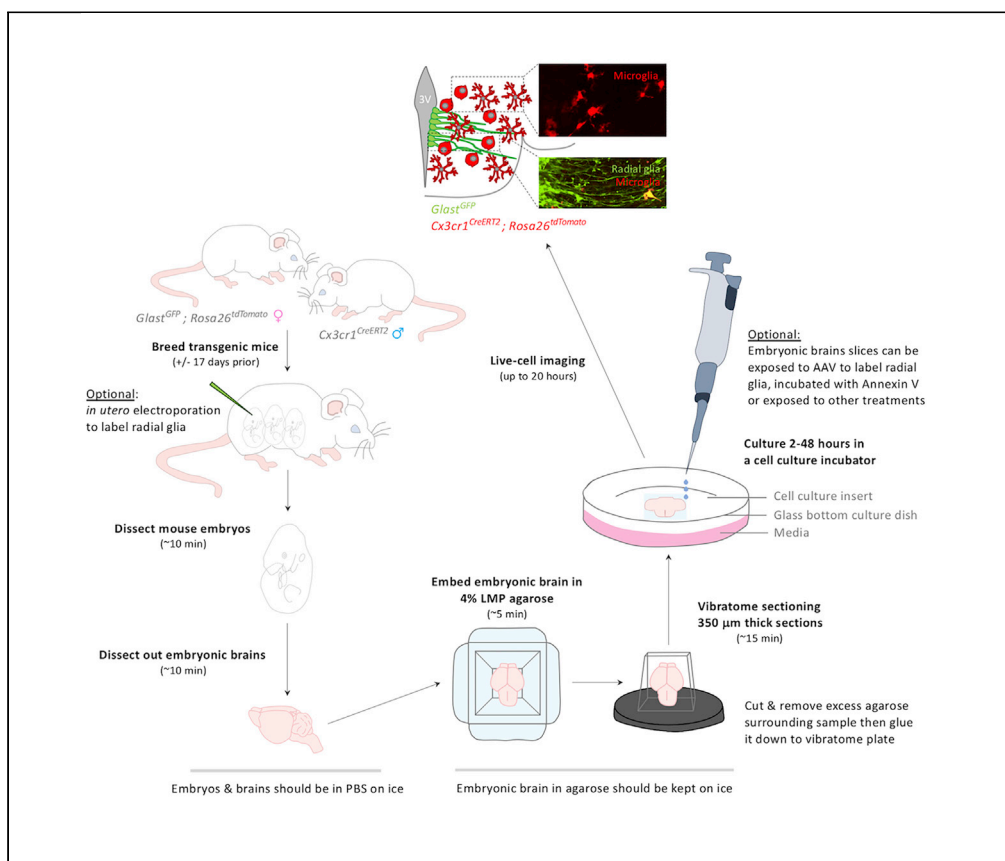 3V
Microglia
Radial glia
Microglia
Glast^GFP
Cx3cr1^CreERT2 ; Rosa26^tdTomato
Glast^GFP ; Rosa26^tdTomato ♀
Cx3cr1^CreERT2 ♂
Breed transgenic mice
(+/- 17 days prior)
Optional:
in utero electroporation
to label radial glia
Dissect mouse embryos
(~10 min)
Dissect out embryonic brains
(~10 min)
Embryos & brains should be in PBS on ice
Embed embryonic brain in
4% LMP agarose
(~5 min)
Embryonic brain in agarose should be kept on ice
Vibratome sectioning
350 µm thick sections
(~15 min)
Cut & remove excess agarose
surrounding sample then glue
it down to vibratome plate
Culture 2-48 hours in
a cell culture incubator
Cell culture insert
Glass bottom culture dish
Media
Optional:
Embryonic brains slices can be
exposed to AAV to label radial
glia, incubated with Annexin V
or exposed to other treatments
Live-cell imaging
(up to 20 hours)